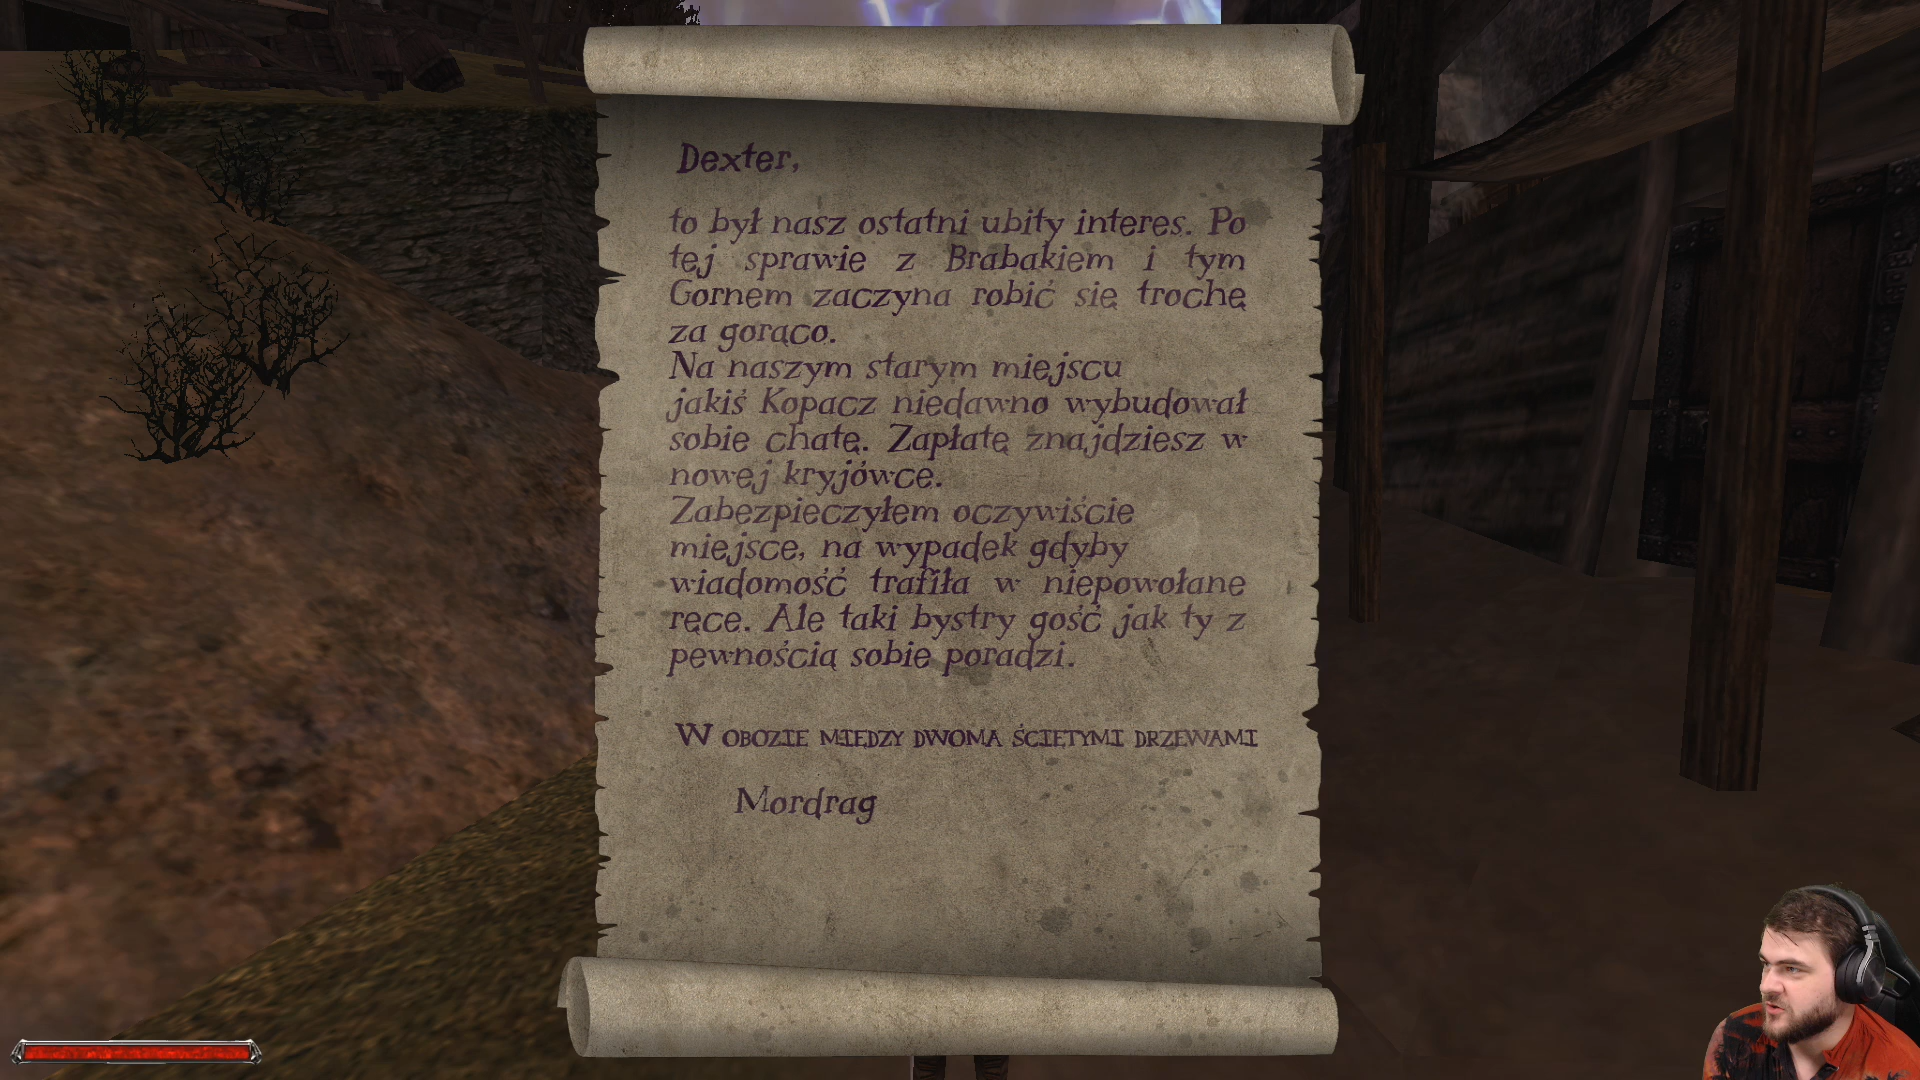 Dexter,
to był nasz ostatni ubity interes. Po
tej sprawie z Brabakiem i tym
Gornem zaczyna robić się trochę
za gorąco.
Na naszym starym miejscu
jakiś Kopacz niedawno wybudował
sobie chatę. Zapłatę znajdziesz w
nowej kryjówce.
Zabezpieczyłem oczywiście
miejsce, na wypadek gdyby
wiadomość trafiła w niepowołane
ręce. Ale taki bystry gość jak ty z
pewnością sobie poradzi.
W OBOZIE MIĘDZY DWOMA ŚCIĘTYMI DRZEWAMI
Mordrag